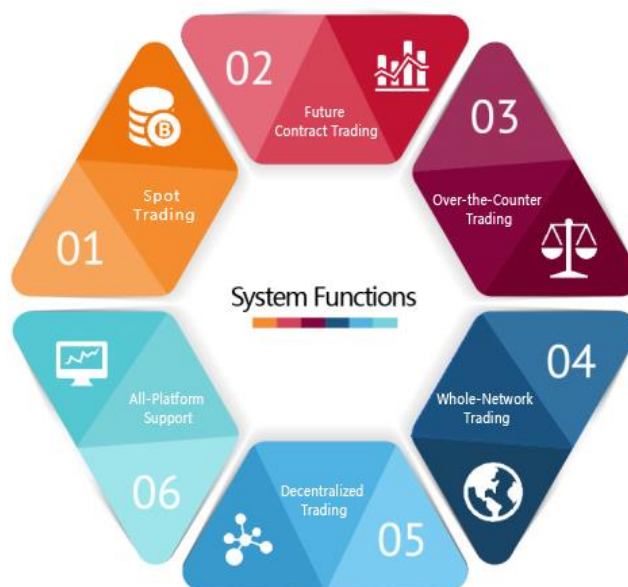 01
Spot
Trading
02
Future
Contract Trading
03
Over-the-Counter
Trading
System Functions
04
Whole-Network
Trading
05
Decentralized
Trading
06
All-Platform
Support
B